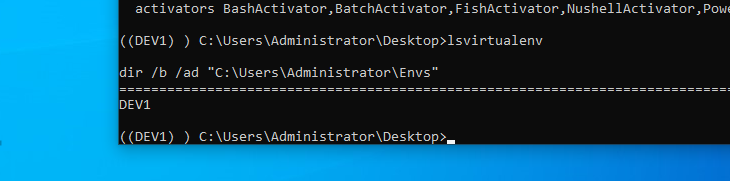 activators BashActivator,BatchActivator,FishActivator,NushellActivator,Powe
((DEV1) ) C:\Users\Administrator\Desktop>lsvirtualenv
dir /b /ad "C:\Users\Administrator\Envs"
==============================================================================
DEV1
((DEV1) ) C:\Users\Administrator\Desktop>